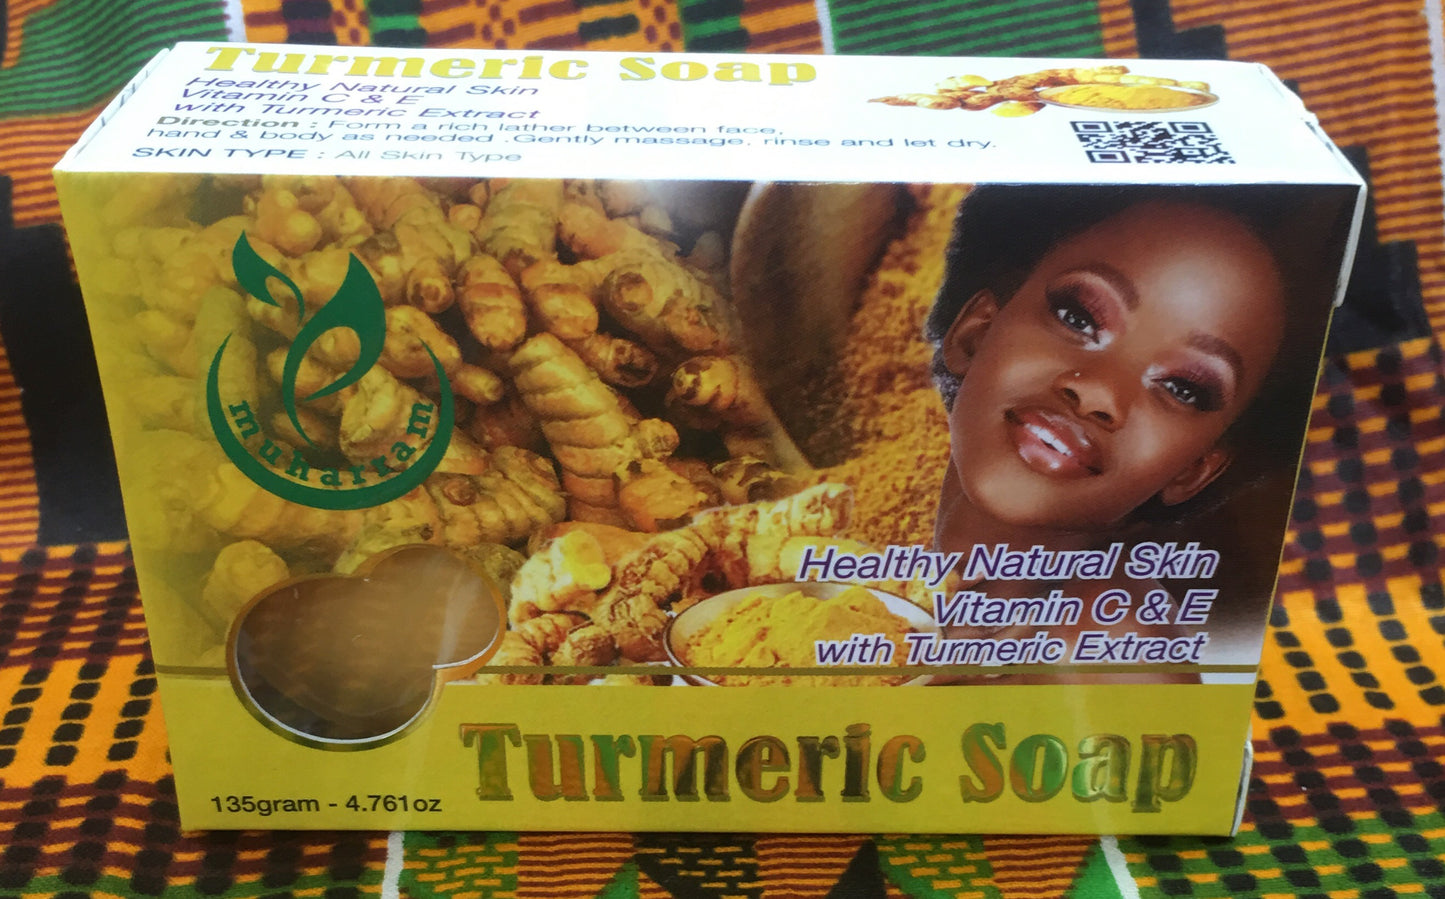 Turmeric Soap
Healthy Natural Skin
Vitamin C & E
with Turmeric Extract
Direction : Form a rich lather between face,
hand & body as needed .Gently massage, rinse and let dry.
SKIN TYPE : All Skin Type
muharram
Healthy Natural Skin
Vitamin C & E
with Turmeric Extract
Turmeric Soap
135gram - 4.761oz